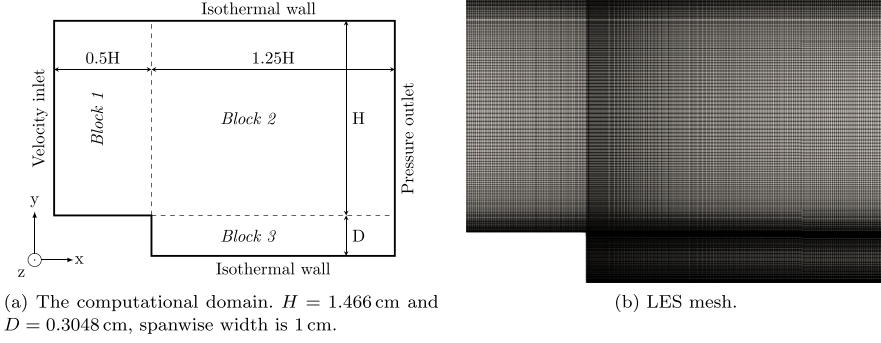 Isothermal wall
0.5H
1.25H
Velocity inlet
Block 1
Block 2
H
Pressure outlet
y
x
z
Block 3
D
Isothermal wall
(a) The computational domain. H = 1.466 cm and
D = 0.3048 cm, spanwise width is 1 cm.
(b) LES mesh.